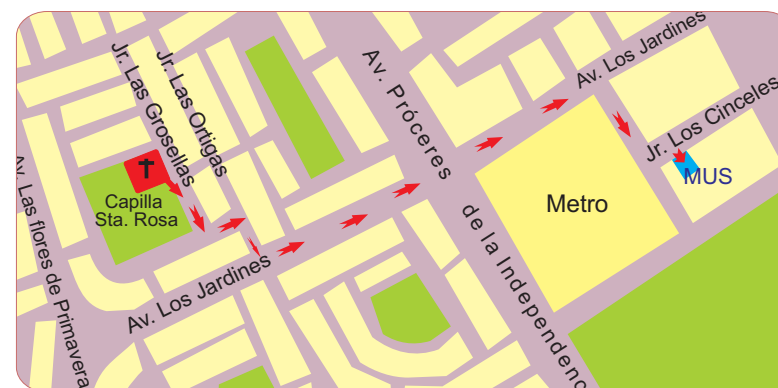 Jr. Las Grosellas
Jr. Las Ortigas
Av. Próceres
de la Independenc
Av. Los Jardines
Jr. Los Cinceles
MUS
Metro
Capilla
Sta. Rosa
Av. Las flores de Primavera
Av. Los Jardines